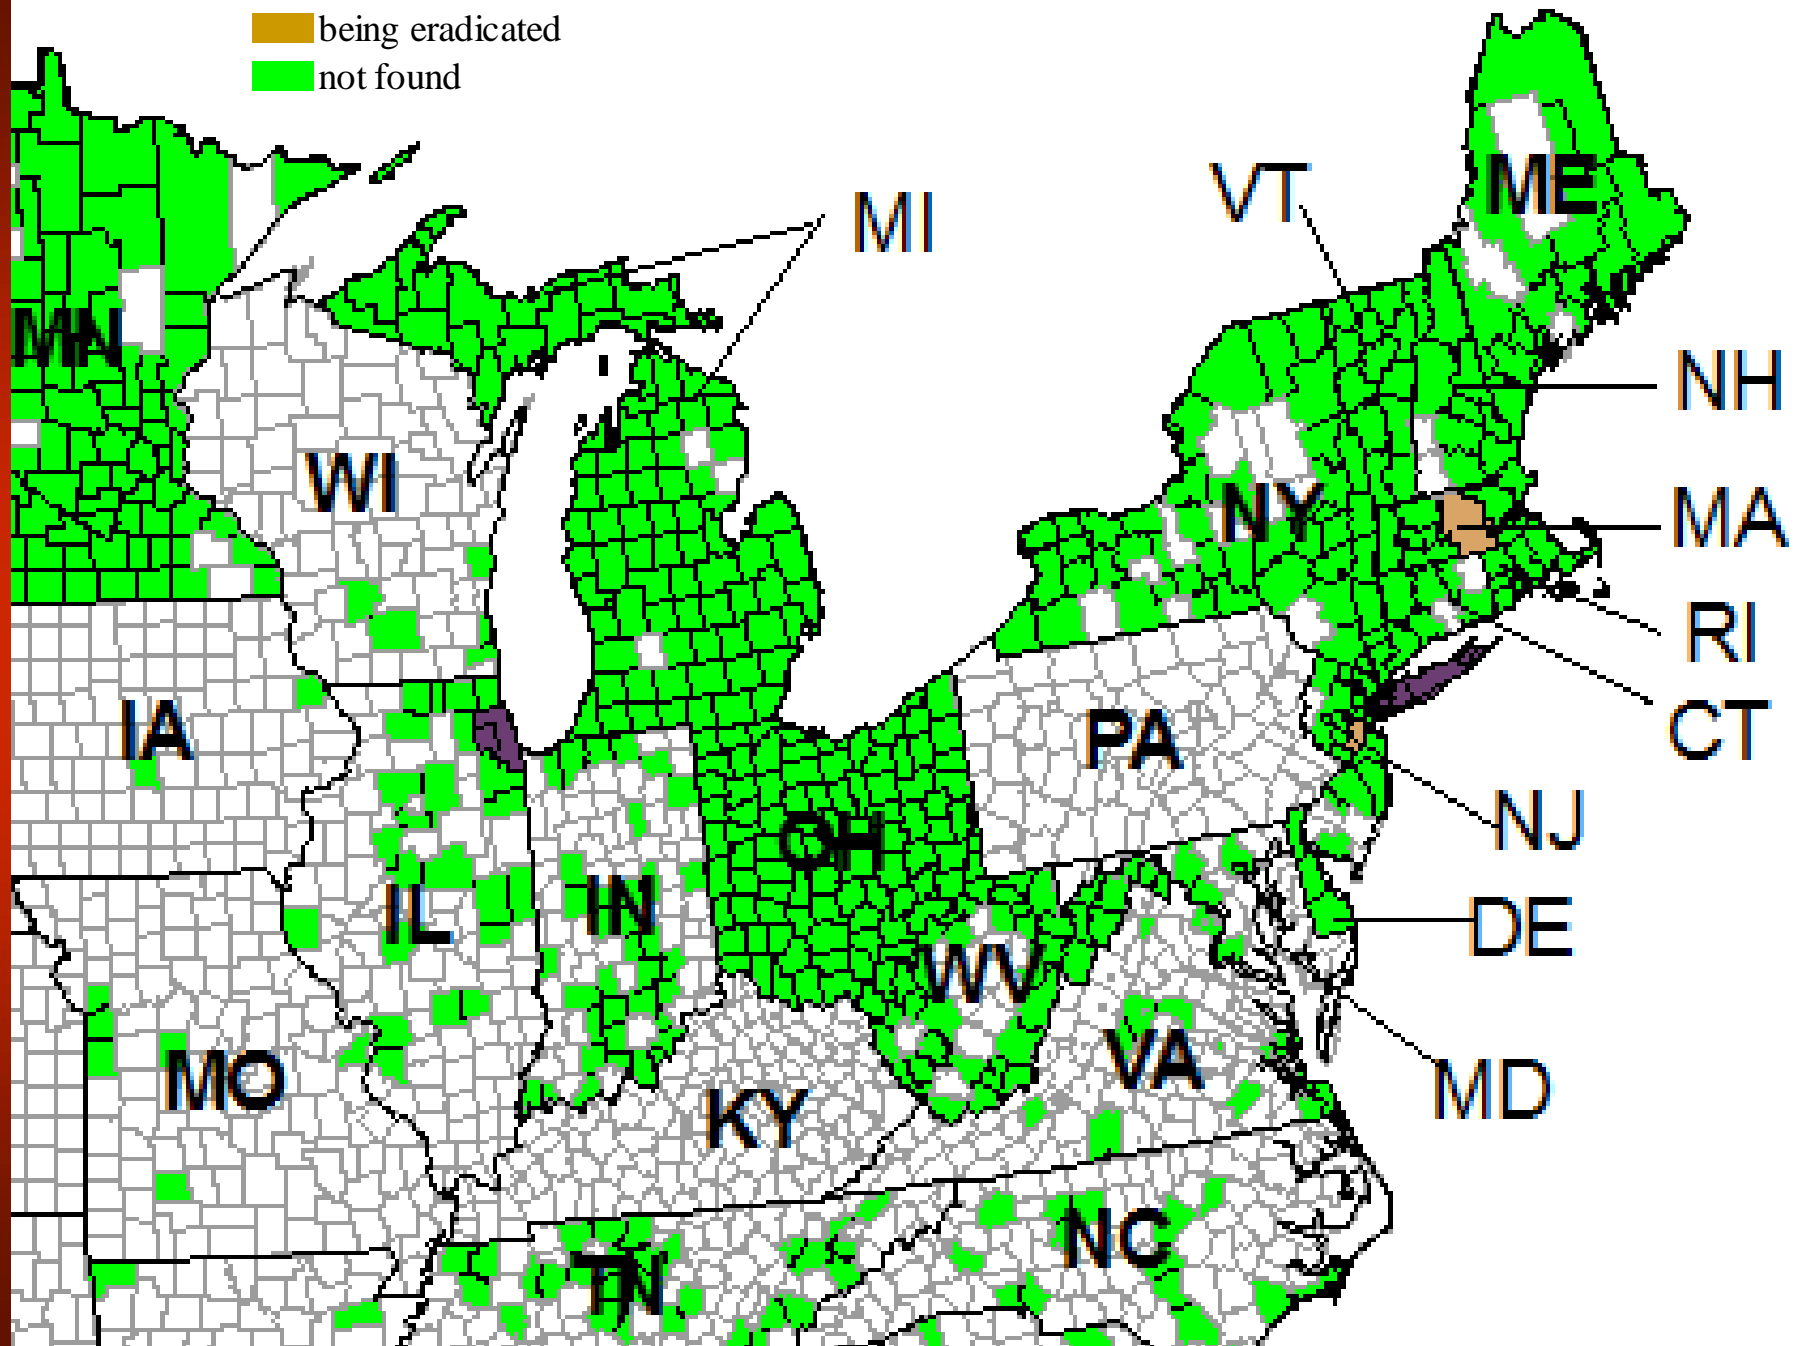 being eradicated
not found
ME
VT
MI
MN
NH
WI
NY
MA
RI
IA
PA
CT
NJ
OH
IL
IN
DE
WV
VA
MO
MD
KY
NC
TN